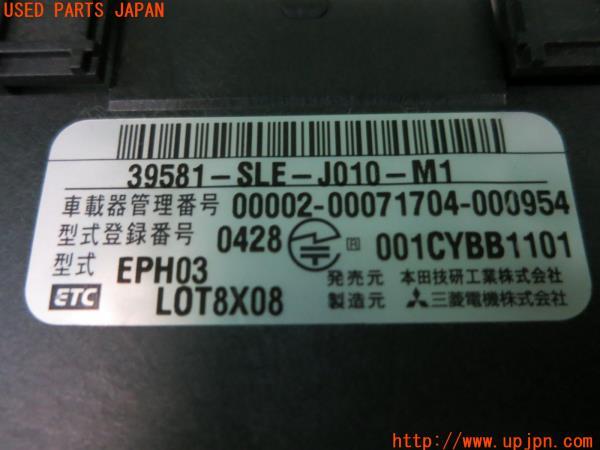 USED PARTS JAPAN
39581-SLE-J010-M1
車載器管理番号 00002-00071704-000954
型式登録番号 0428 R 001CYBB1101
型式 EPH03 発売元 本田技研工業株式会社
ETC LOT8X08 製造元 三菱電機株式会社
http://www.upjpn.com/